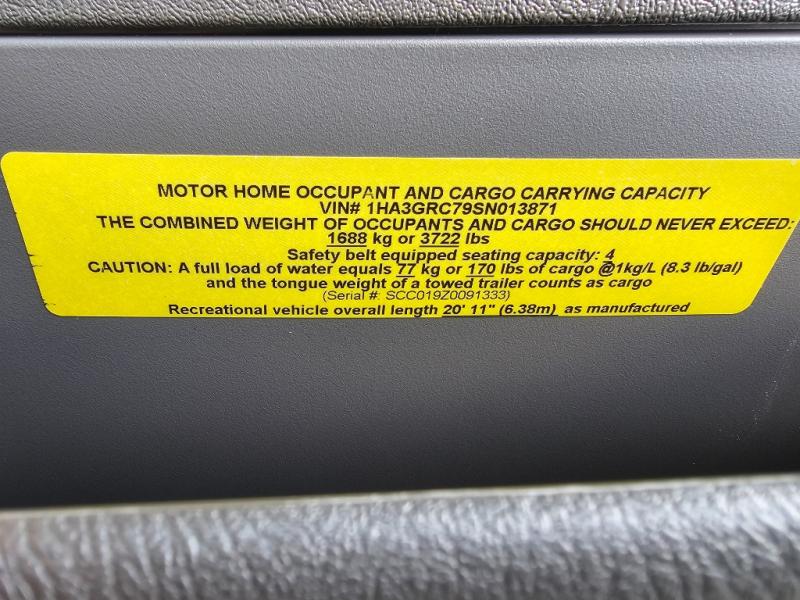 MOTOR HOME OCCUPANT AND CARGO CARRYING CAPACITY
VIN# 1HA3GRC79SN013871
THE COMBINED WEIGHT OF OCCUPANTS AND CARGO SHOULD NEVER EXCEED:
1688 kg or 3722 lbs
Safety belt equipped seating capacity: 4
CAUTION: A full load of water equals 77 kg or 170 lbs of cargo @1kg/L (8.3 lb/gal)
and the tongue weight of a towed trailer counts as cargo
(Serial #: SCC019Z0091333)
Recreational vehicle overall length 20' 11" (6.38m) as manufactured